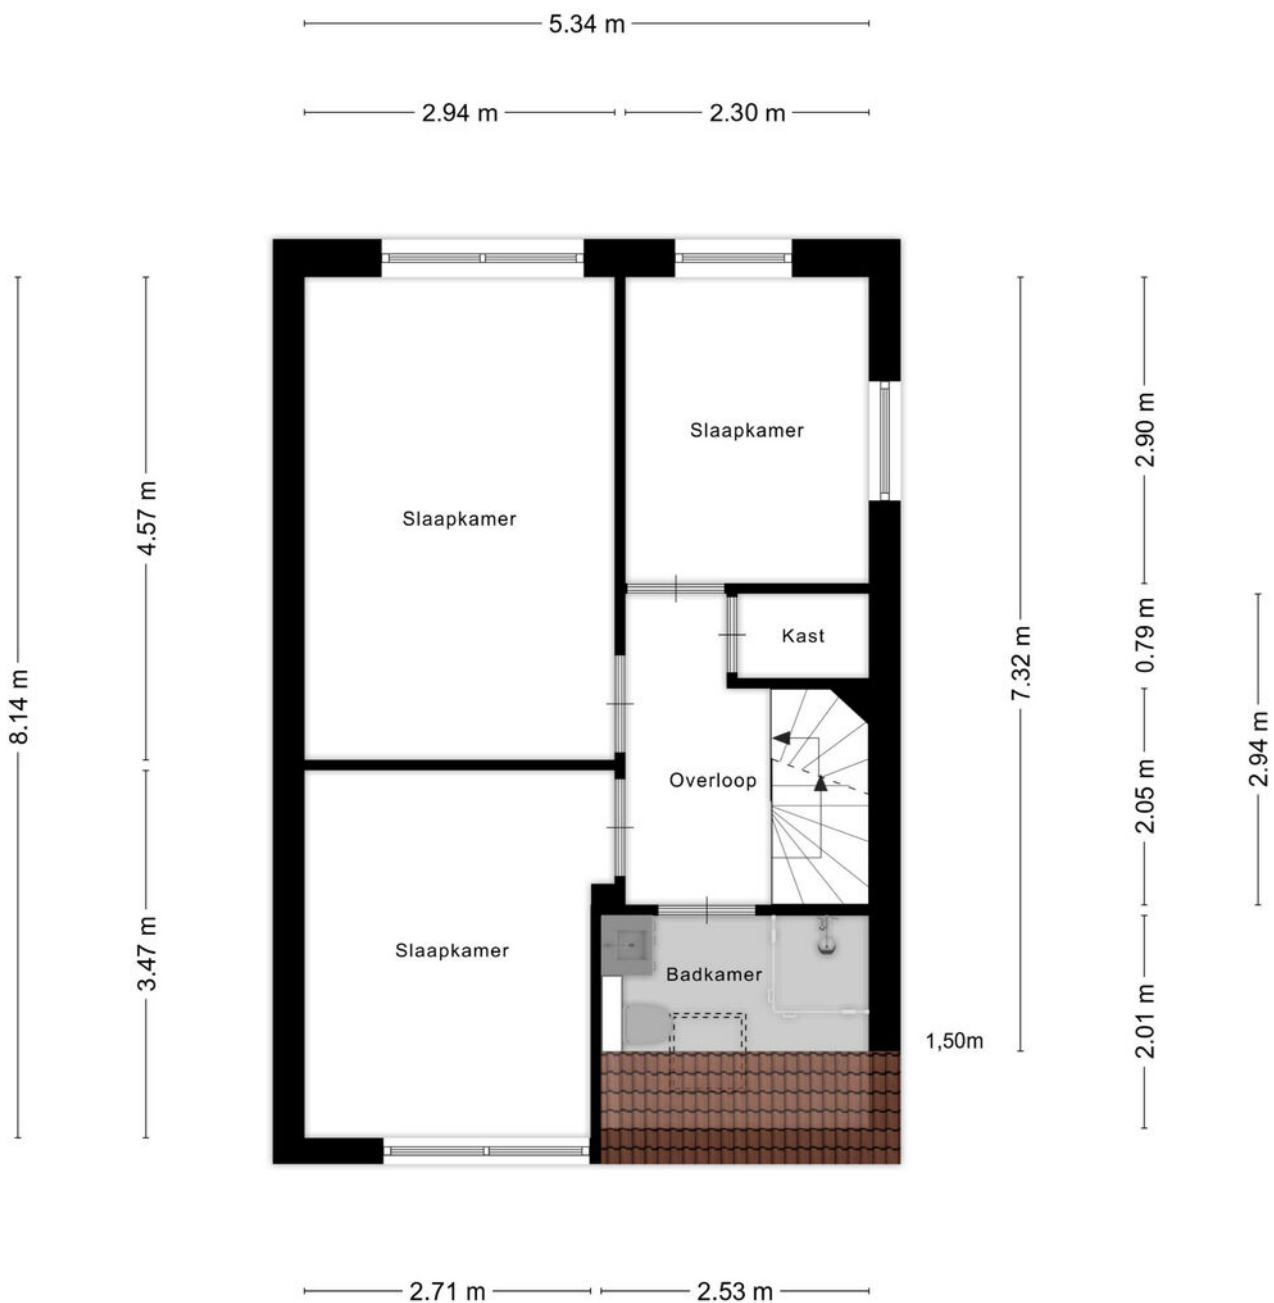 5.34 m
2.94 m
2.30 m
8.14 m
4.57 m
3.47 m
Slaapkamer
Slaapkamer
Kast
Overloop
Slaapkamer
Badkamer
7.32 m
1,50m
2.90 m
0.79 m
2.05 m
2.01 m
2.94 m
2.71 m
2.53 m